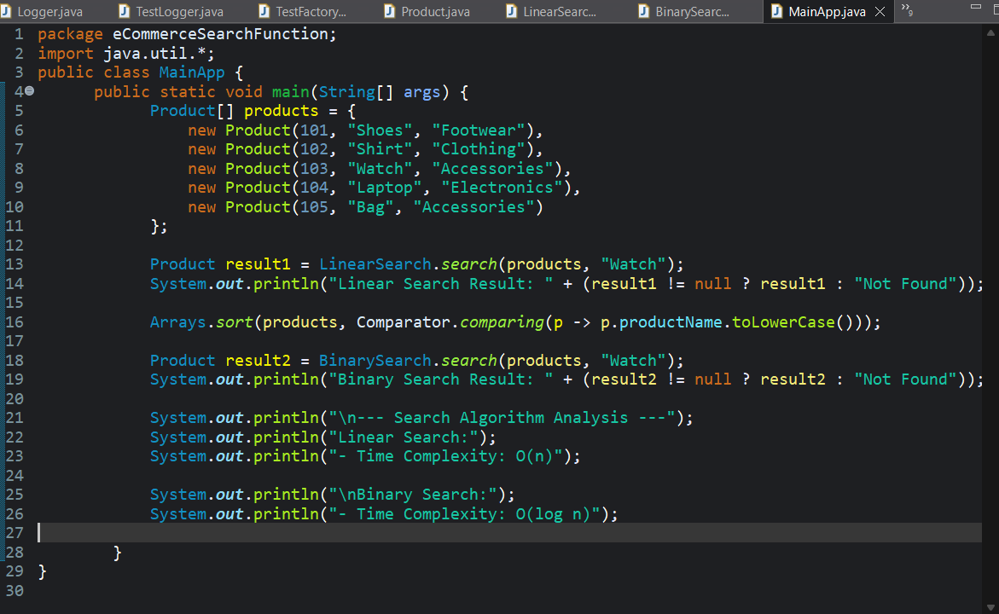 Logger.java TestLogger.java TestFactory... Product.java LinearSearc... BinarySearc... MainApp.java »9
1 package eCommerceSearchFunction;
2 import java.util.*;
3 public class MainApp {
4 public static void main(String[] args) {
5 Product[] products = {
6 new Product(101, "Shoes", "Footwear"),
7 new Product(102, "Shirt", "Clothing"),
8 new Product(103, "Watch", "Accessories"),
9 new Product(104, "Laptop", "Electronics"),
10 new Product(105, "Bag", "Accessories")
11 };
12
13 Product result1 = LinearSearch.search(products, "Watch");
14 System.out.println("Linear Search Result: " + (result1 != null ? result1 : "Not Found"));
15
16 Arrays.sort(products, Comparator.comparing(p -> p.productName.toLowerCase()));
17
18 Product result2 = BinarySearch.search(products, "Watch");
19 System.out.println("Binary Search Result: " + (result2 != null ? result2 : "Not Found"));
20
21 System.out.println("\n--- Search Algorithm Analysis ---");
22 System.out.println("Linear Search:");
23 System.out.println("- Time Complexity: O(n)");
24
25 System.out.println("\nBinary Search:");
26 System.out.println("- Time Complexity: O(log n)");
27
28 }
29 }
30